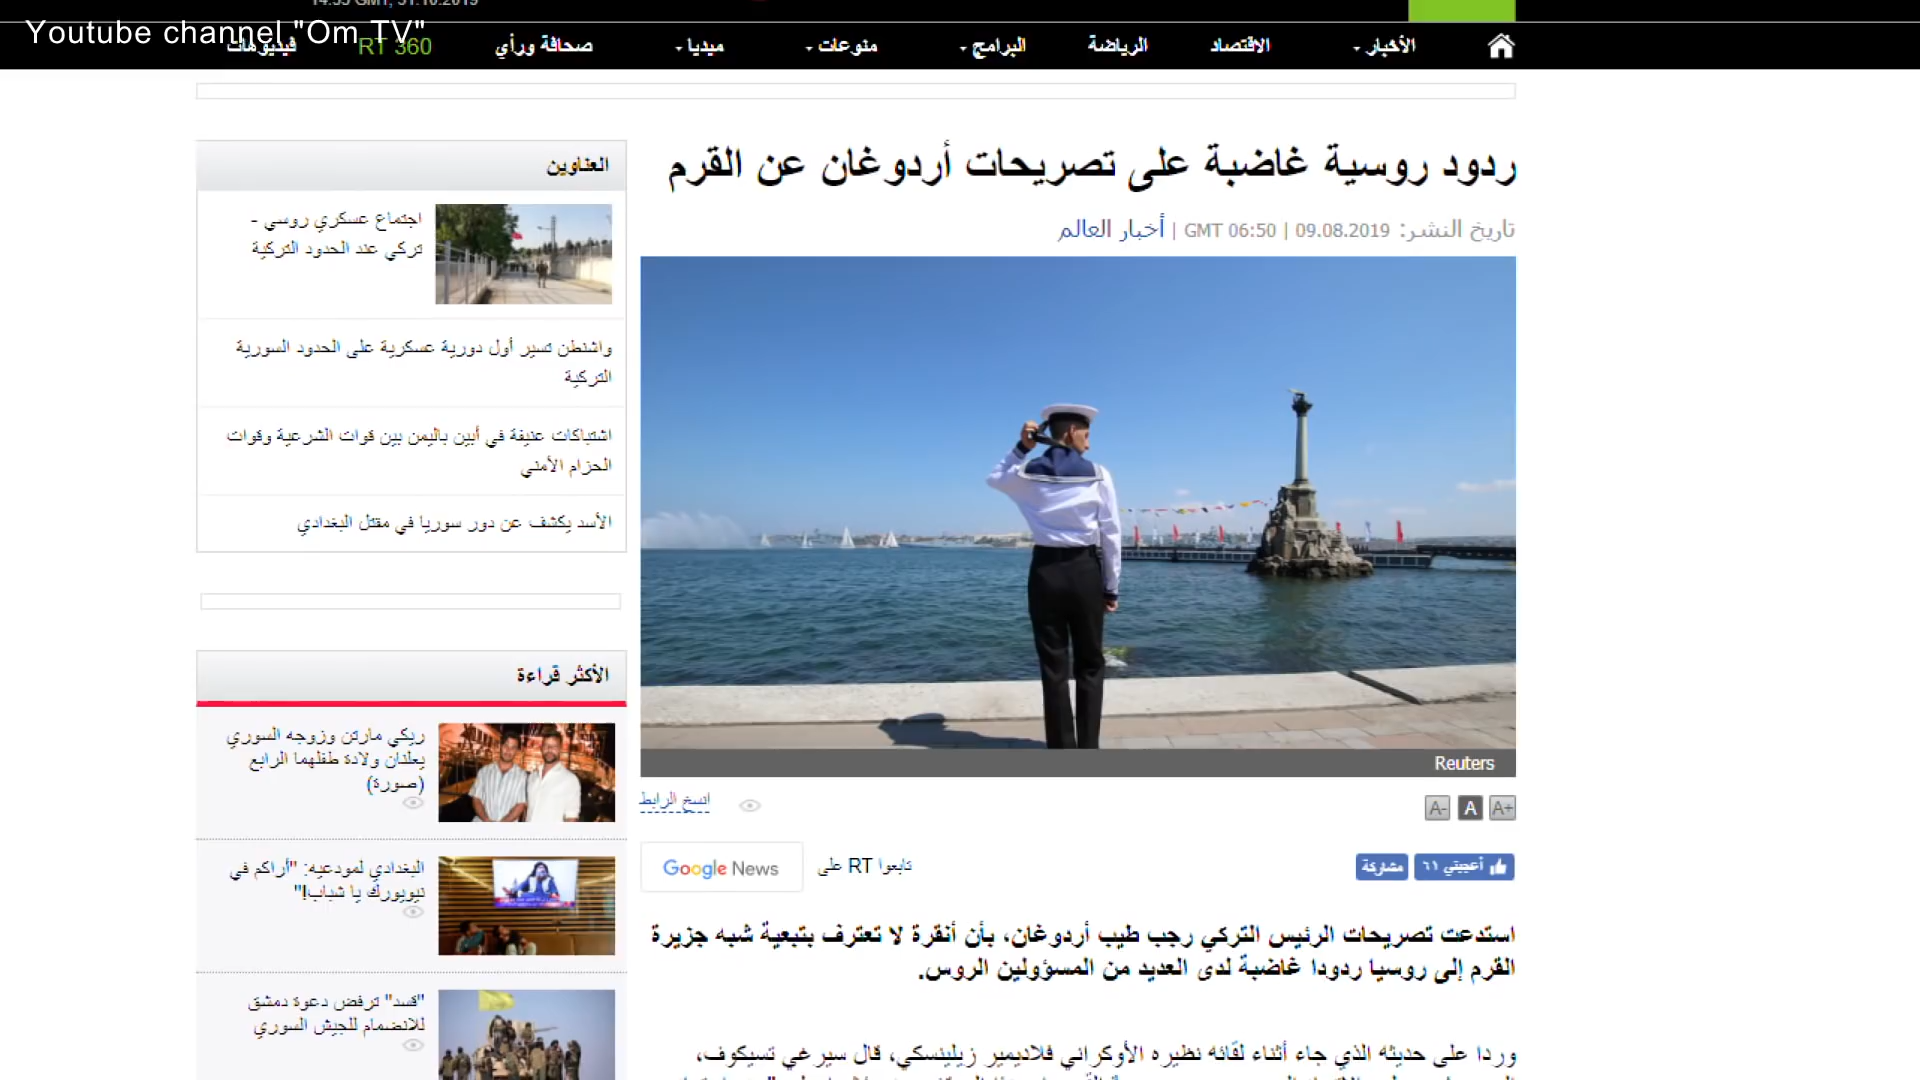 Youtube channel "Om TV"
الأخبار
الاقتصاد
الرياضة
البرامج
منوعات
ميديا
صحافة ورأي
RT 360
فيديوهات
ردود روسية غاضبة على تصريحات أردوغان عن القرم
تاريخ النشر: 09.08.2019 | 06:50 GMT | أخبار العالم
Reuters
A- A A+
انسخ الرابط
أعجبني ٦١
مشاركة
تابعوا RT على
Google News
استدعت تصريحات الرئيس التركي رجب طيب أردوغان، بأن أنقرة لا تعترف بتبعية شبه جزيرة
القرم إلى روسيا ردودا غاضبة لدى العديد من المسؤولين الروس.
وردا على حديثه الذي جاء أثناء لقائه نظيره الأوكراني فلاديمير زيلينسكي، قال سيرغي تسيكوف،
العناوين
اجتماع عسكري روسي -
تركي عند الحدود التركية
واشنطن تسير أول دورية عسكرية على الحدود السورية
التركية
اشتباكات عنيفة في أبين باليمن بين قوات الشرعية وقوات
الحزام الأمني
الأسد يكشف عن دور سوريا في مقتل البغدادي
الأكثر قراءة
ريكي مارتن وزوجه السوري
يعلنان ولادة طفلهما الرابع
(صورة)
البغدادي لمودعيه: "أراكم في
نيويورك يا شباب!"
"قسد" ترفض دعوة دمشق
للانضمام للجيش السوري